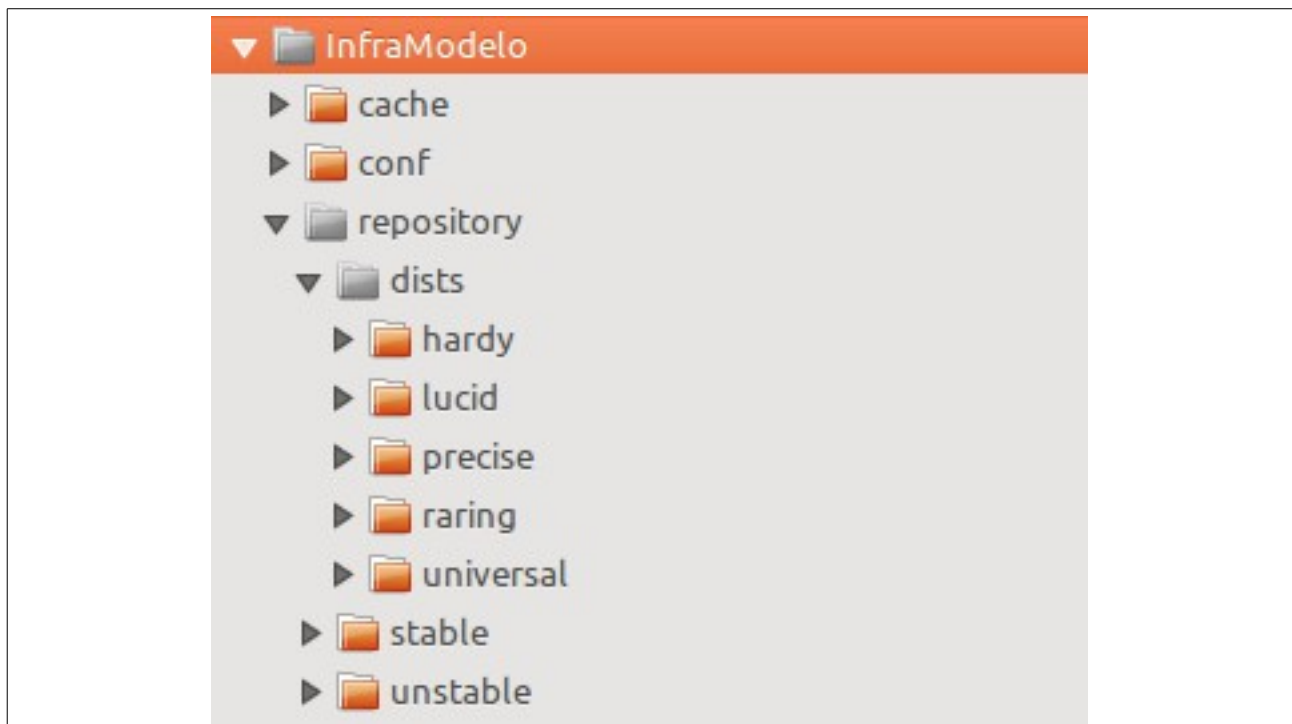 InfraModelo
cache
conf
repository
dists
hardy
lucid
precise
raring
universal
stable
unstable